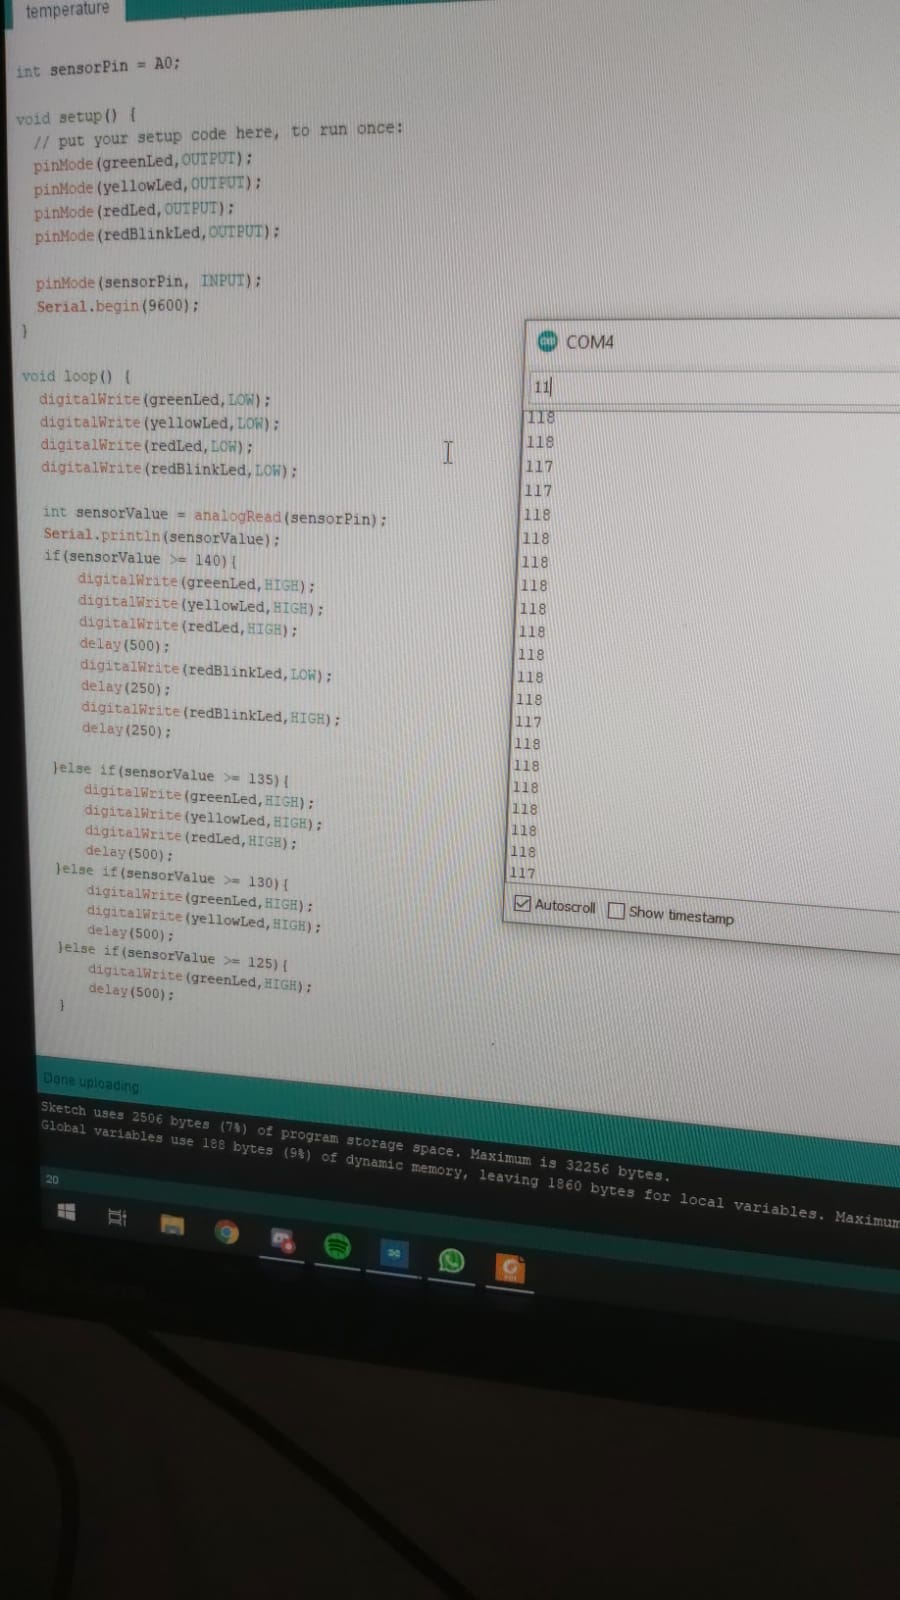 temperature
int sensorPin = A0;
void setup() {
// put your setup code here, to run once:
pinMode(greenLed,OUTPUT);
pinMode(yellowLed,OUTPUT);
pinMode(redLed,OUTPUT);
pinMode(redBlinkLed,OUTPUT);
pinMode(sensorPin, INPUT);
Serial.begin(9600);
}
void loop() {
digitalWrite(greenLed,LOW);
digitalWrite(yellowLed,LOW);
digitalWrite(redLed,LOW);
digitalWrite(redBlinkLed,LOW);
int sensorValue = analogRead(sensorPin);
Serial.println(sensorValue);
if(sensorValue >= 140){
digitalWrite(greenLed,HIGH);
digitalWrite(yellowLed,HIGH);
digitalWrite(redLed,HIGH);
delay(500);
digitalWrite(redBlinkLed,LOW);
delay(250);
digitalWrite(redBlinkLed,HIGH);
delay(250);
}else if(sensorValue >= 135){
digitalWrite(greenLed,HIGH);
digitalWrite(yellowLed,HIGH);
digitalWrite(redLed,HIGH);
delay(500);
}else if(sensorValue >= 130){
digitalWrite(greenLed,HIGH);
digitalWrite(yellowLed,HIGH);
delay(500);
}else if(sensorValue >= 125){
digitalWrite(greenLed,HIGH);
delay(500);
}
COM4
11
118
118
117
117
118
118
118
118
118
118
118
118
118
117
118
118
118
118
118
118
117
Autoscroll Show timestamp
Done uploading
Sketch uses 2506 bytes (7%) of program storage space. Maximum is 32256 bytes.
Global variables use 188 bytes (9%) of dynamic memory, leaving 1860 bytes for local variables. Maximum
20